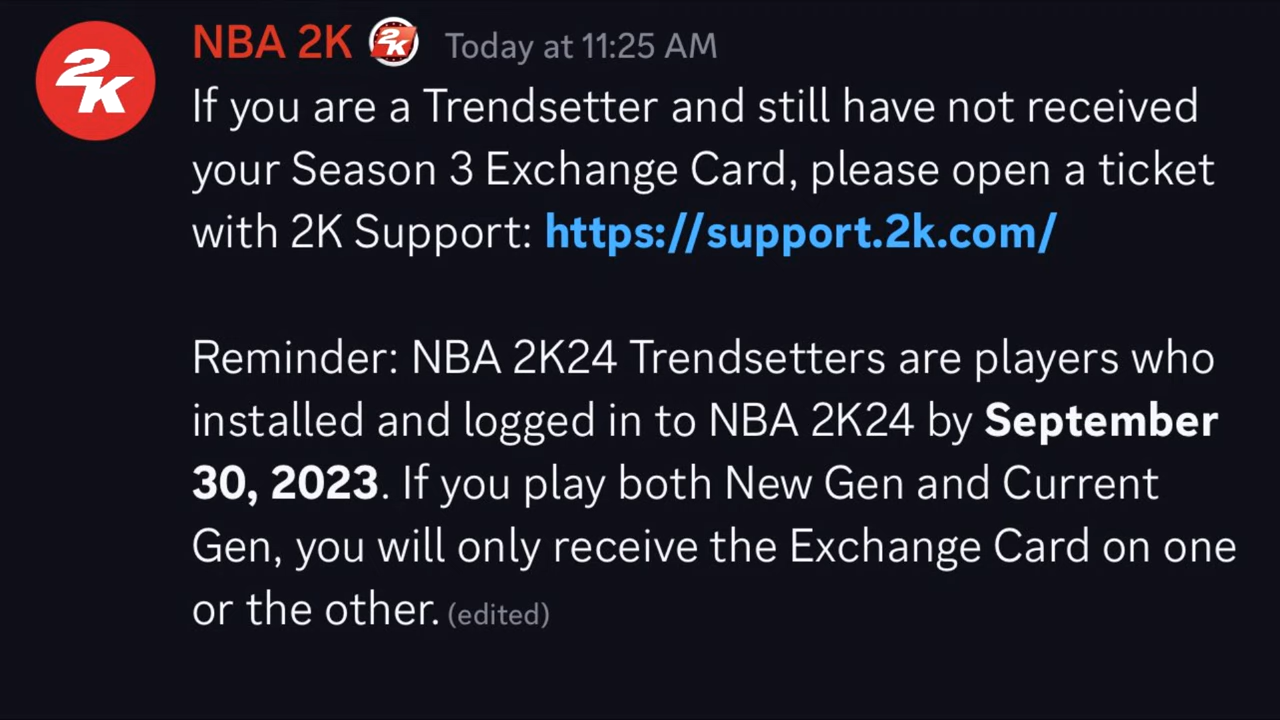 2K
NBA 2K 2K Today at 11:25 AM
If you are a Trendsetter and still have not received
your Season 3 Exchange Card, please open a ticket
with 2K Support: https://support.2k.com/
Reminder: NBA 2K24 Trendsetters are players who
installed and logged in to NBA 2K24 by September
30, 2023. If you play both New Gen and Current
Gen, you will only receive the Exchange Card on one
or the other. (edited)